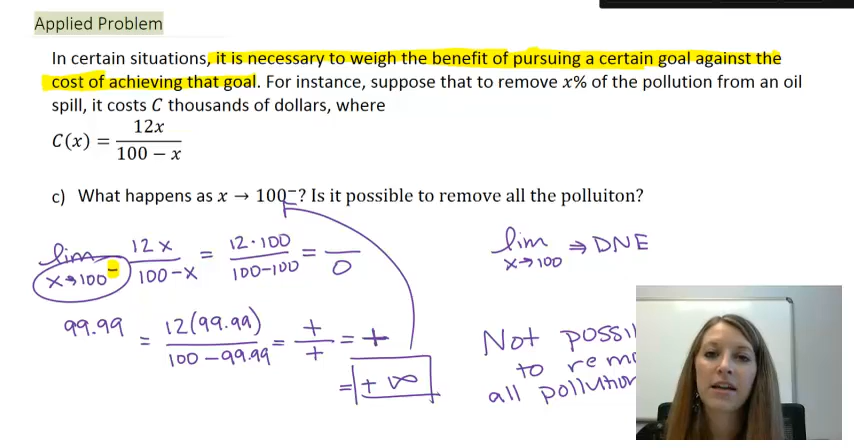 Applied Problem
In certain situations, it is necessary to weigh the benefit of pursuing a certain goal against the
cost of achieving that goal. For instance, suppose that to remove x% of the pollution from an oil
spill, it costs C thousands of dollars, where
C(x) = 12x / 100 − x
c) What happens as x → 100⁻? Is it possible to remove all the polluiton?
lim x→100⁻ 12x / 100-x = 12·100 / 100-100 = — / 0
lim x→100 ⇒ DNE
99.99 = 12(99.99) / 100-99.99 = + / + = +
= + ∞
Not possi
to rem
all pollution